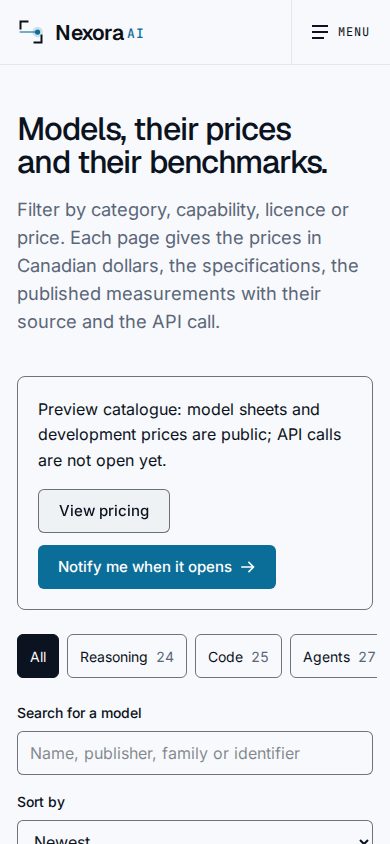 Nexora AI
MENU
Models, their prices
and their benchmarks.
Filter by category, capability, licence or
price. Each page gives the prices in
Canadian dollars, the specifications, the
published measurements with their
source and the API call.
Preview catalogue: model sheets and
development prices are public; API calls
are not open yet.
View pricing
Notify me when it opens →
All
Reasoning 24
Code 25
Agents 27
Search for a model
Name, publisher, family or identifier
Sort by
Newest